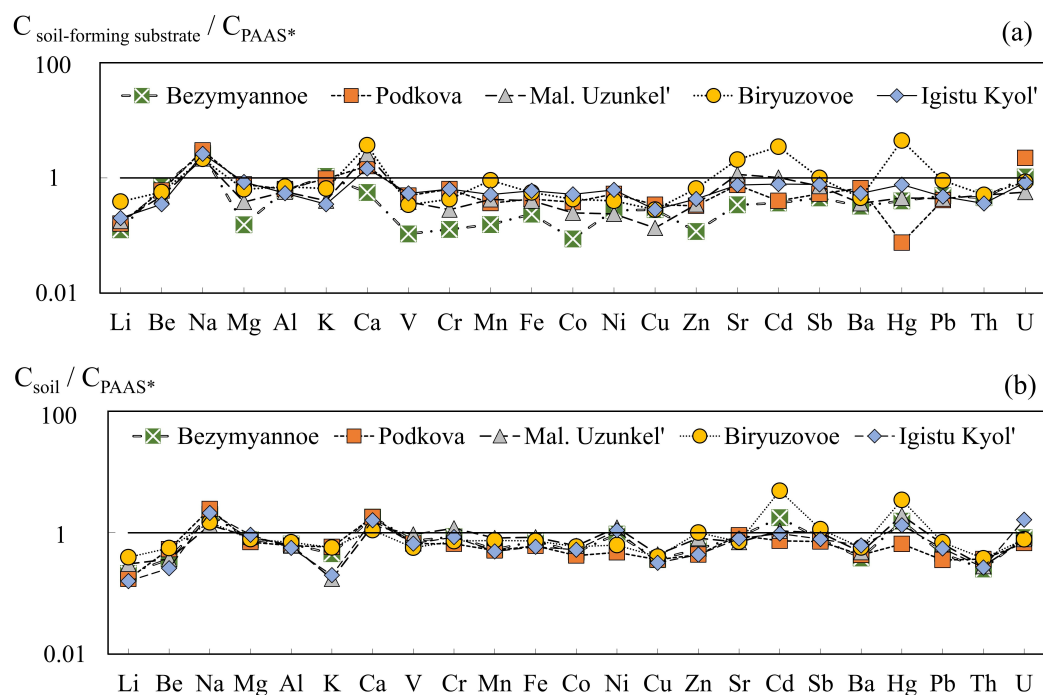 C soil-forming substrate / C PAAS* (a)
100
Bezymyannoe Podkova Mal. Uzunkel' Biryuzovoe Igistu Kyol'
1
0.01
Li Be Na Mg Al K Ca V Cr Mn Fe Co Ni Cu Zn Sr Cd Sb Ba Hg Pb Th U
C soil / C PAAS* (b)
100
Bezymyannoe Podkova Mal. Uzunkel' Biryuzovoe Igistu Kyol'
1
0.01
Li Be Na Mg Al K Ca V Cr Mn Fe Co Ni Cu Zn Sr Cd Sb Ba Hg Pb Th U